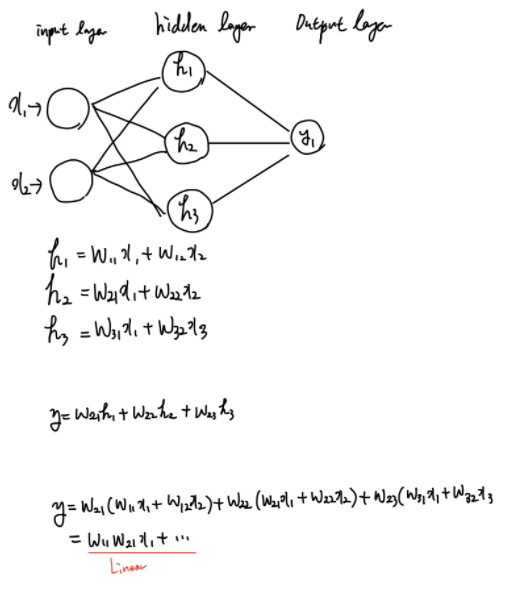 input layer hidden layer Output layer
x₁→ h₁
h₂ y₁
x₂→
h₃
h₁ = W₁₁x₁ + W₁₂x₂
h₂ = W₂₁x₁ + W₂₂x₂
h₃ = W₃₁x₁ + W₃₂x₃
y = W₂₁h₁ + W₂₂h₂ + W₂₃h₃
y = W₂₁(W₁₁x₁ + W₁₂x₂) + W₂₂(W₂₁x₁ + W₂₂x₂) + W₂₃(W₃₁x₁ + W₃₂x₃
= W₁₁W₂₁x₁ + ...
Linear